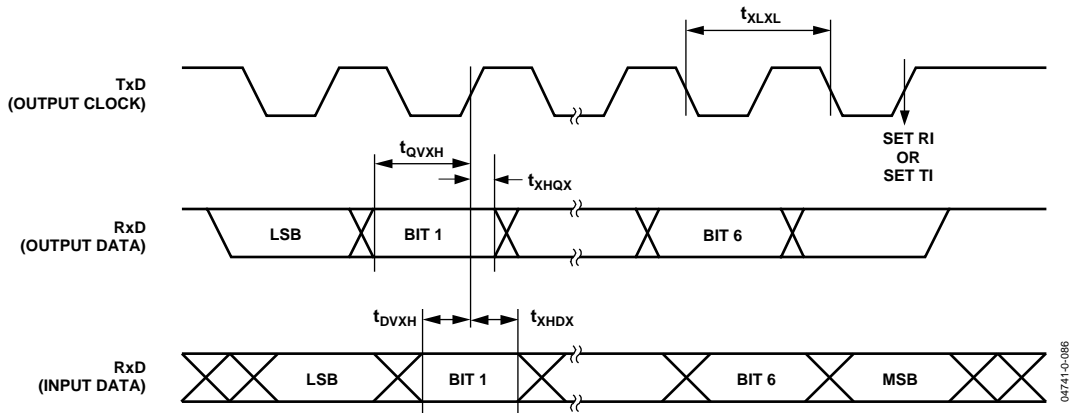 tXLXL
TxD
(OUTPUT CLOCK)
SET RI
OR
SET TI
tQVXH
tXHQX
RxD
(OUTPUT DATA)
LSB
BIT 1
BIT 6
tDVXH
tXHDX
RxD
(INPUT DATA)
LSB
BIT 1
BIT 6
MSB
04741-0-086